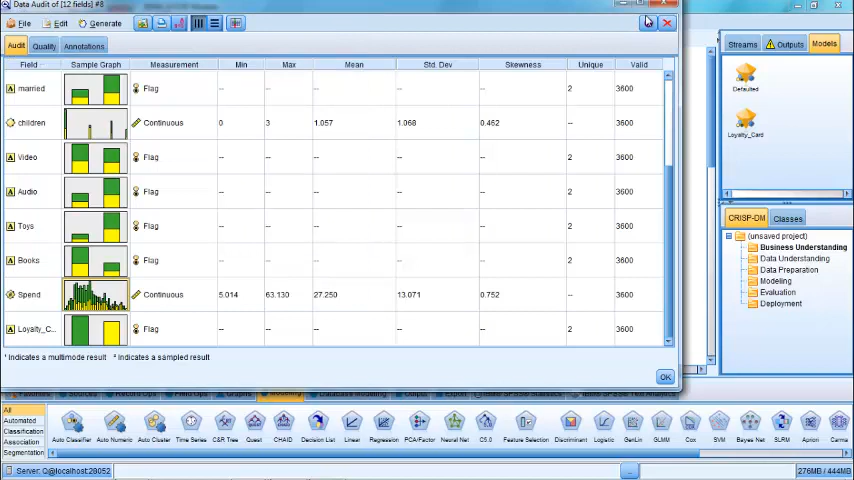 Data Audit of [12 fields] #8
File Edit Generate
Audit Quality Annotations
Field Sample Graph Measurement Min Max Mean Std. Dev Skewness Unique Valid
A married Flag -- -- -- -- -- 2 3600
children Continuous 0 3 1.057 1.068 0.462 -- 3600
A Video Flag -- -- -- -- -- 2 3600
A Audio Flag -- -- -- -- -- 2 3600
A Toys Flag -- -- -- -- -- 2 3600
A Books Flag -- -- -- -- -- 2 3600
Spend Continuous 5.014 63.130 27.250 13.071 0.752 -- 3600
A Loyalty_C... Flag -- -- -- -- -- 2 3600
¹ Indicates a multimode result ² Indicates a sampled result
OK
Streams Outputs Models
Defaulted
Loyalty_Card
CRISP-DM Classes
(unsaved project)
Business Understanding
Data Understanding
Data Preparation
Modeling
Evaluation
Deployment
All
Automated
Classification
Association
Segmentation
Auto Classifier Auto Numeric Auto Cluster Time Series C&R Tree Quest CHAID Decision List Linear Regression PCA/Factor Neural Net C5.0 Feature Selection Discriminant Logistic GenLin GLMM Cox SVM Bayes Net SLRM Apriori Carma
Server: O@localhost:28052
276MB / 444MB